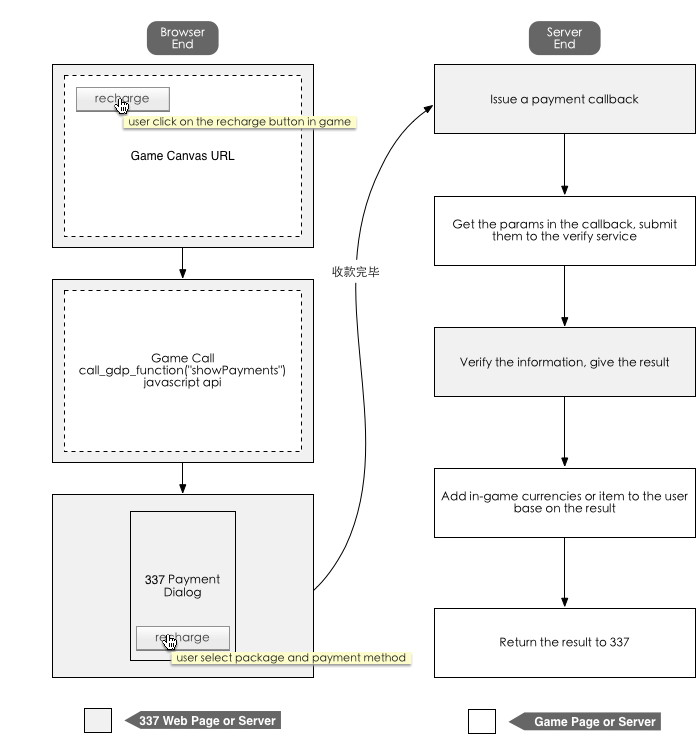 Browser
End
recharge
user click on the recharge button in game
Game Canvas URL
Game Call
call_gdp_function("showPayments")
javascript api
337 Payment
Dialog
recharge
user select package and payment method
337 Web Page or Server
收款完毕
Server
End
Issue a payment callback
Get the params in the callback, submit
them to the verify service
Verify the information, give the result
Add in-game currencies or item to the user
base on the result
Return the result to 337
Game Page or Server